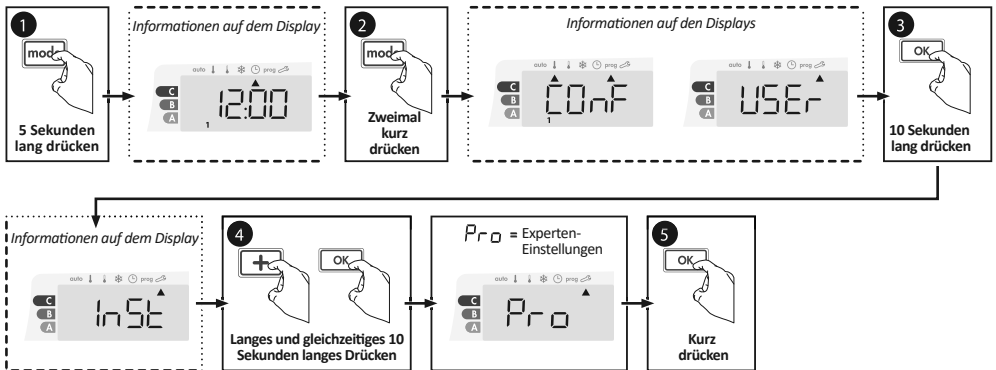 1
mode
5 Sekunden
lang drücken
Informationen auf dem Display
auto prog
C
B
A
12:00
1
2
mode
Zweimal
kurz
drücken
Informationen auf den Displays
auto prog
C
B
A
COnF
1
auto prog
C
B
A
USEr
3
OK
10 Sekunden
lang drücken
Informationen auf dem Display
auto prog
C
B
A
InSt
4
+
OK
Langes und gleichzeitiges 10
Sekunden langes Drücken
Pro = Experten-
Einstellungen
auto prog
C
B
A
Pro
5
OK
Kurz
drücken